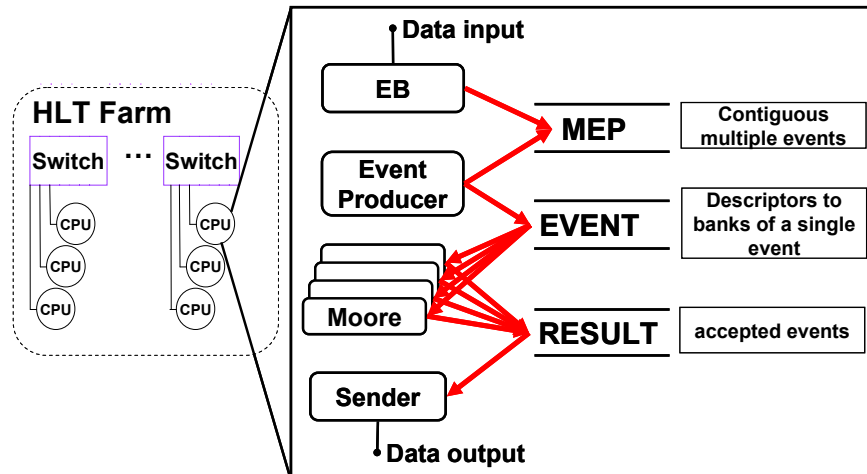 HLT Farm
Switch ... Switch
CPU
CPU
CPU
CPU
CPU
CPU
Data input
EB
Event
Producer
Moore
Sender
Data output
MEP
EVENT
RESULT
Contiguous
multiple events
Descriptors to
banks of a single
event
accepted events